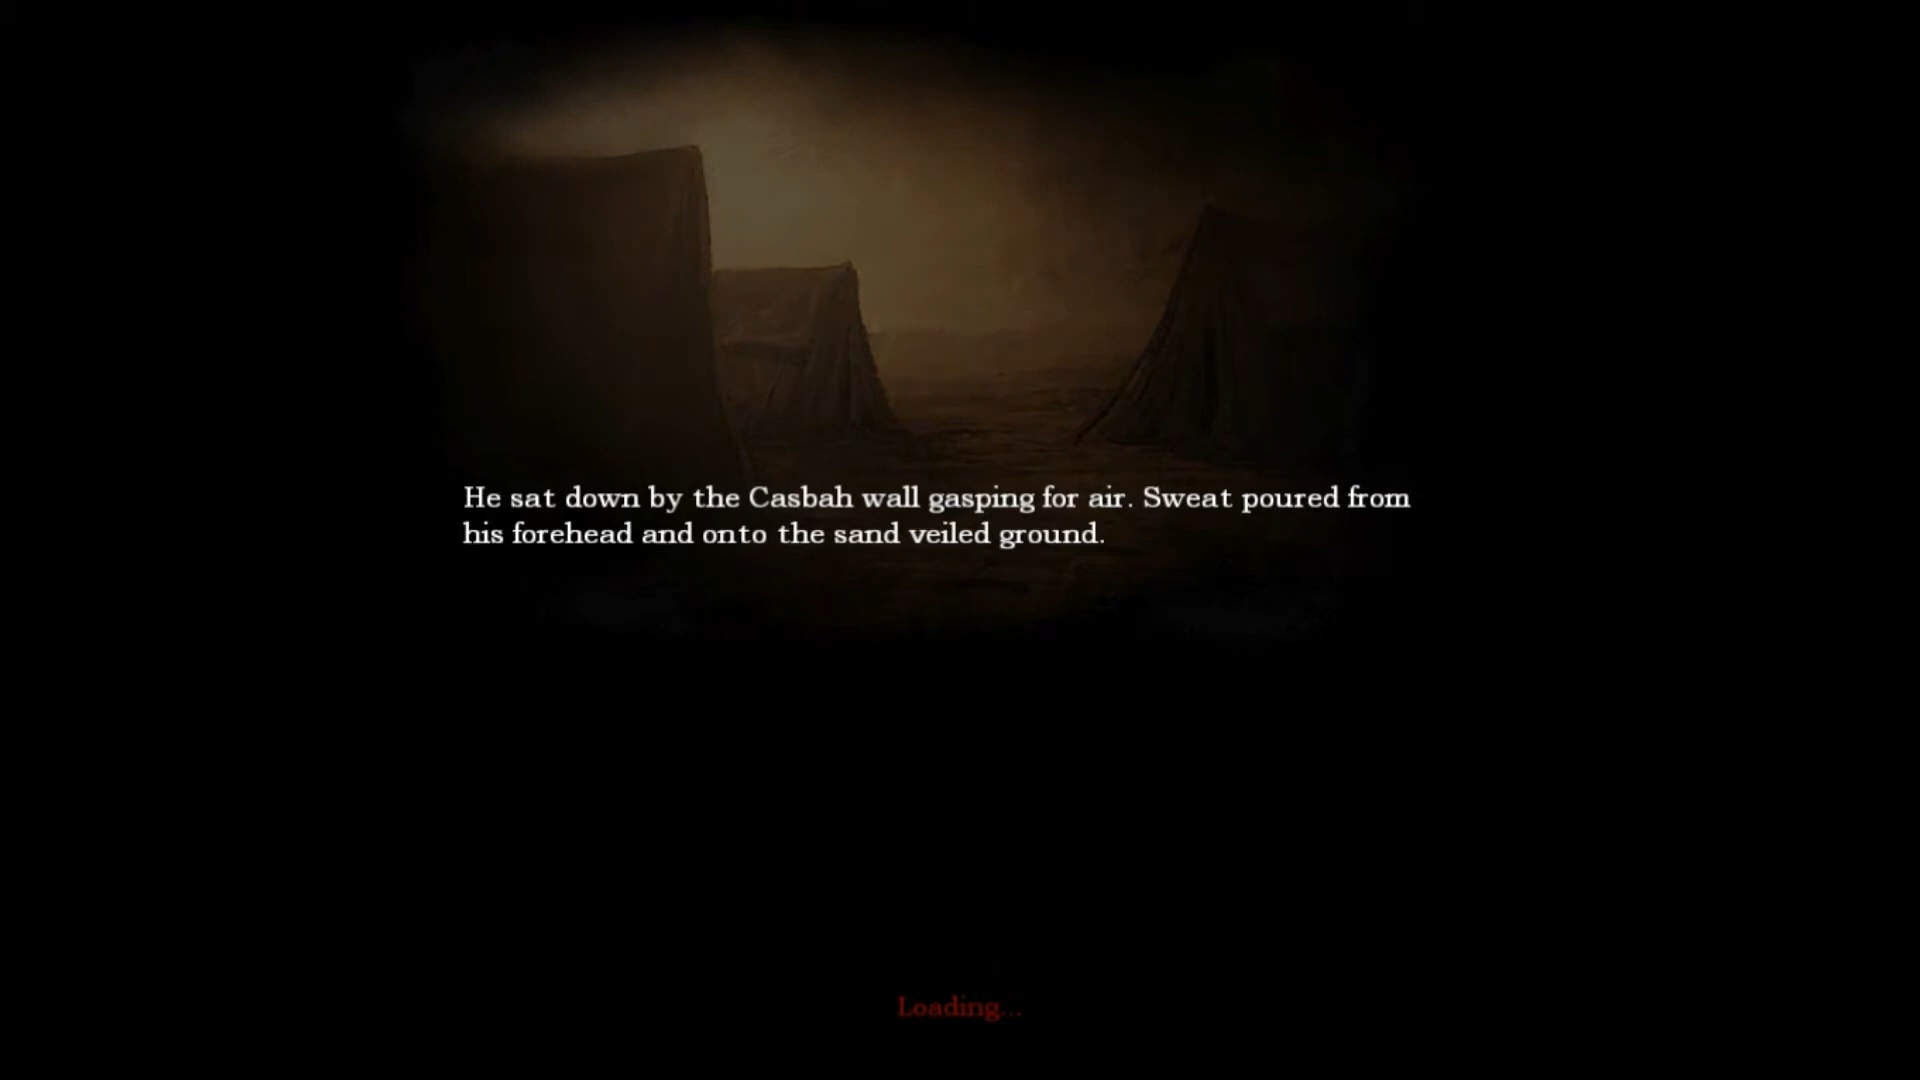 He sat down by the Casbah wall gasping for air. Sweat poured from
his forehead and onto the sand veiled ground.
Loading...